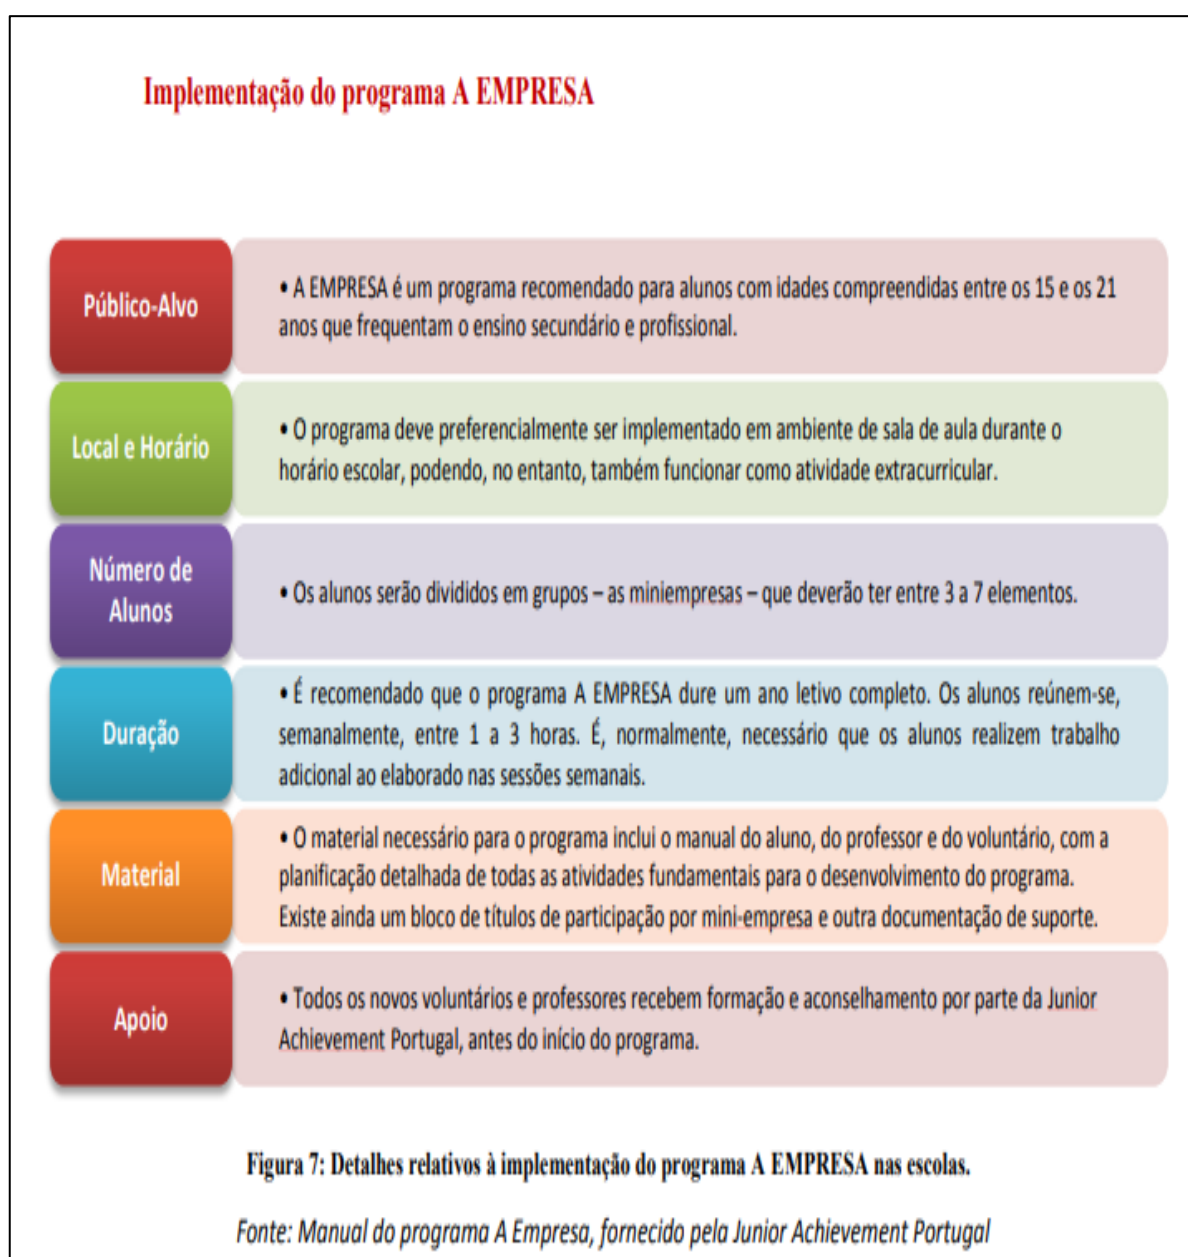 Implementação do programa A EMPRESA
Público-Alvo
• A EMPRESA é um programa recomendado para alunos com idades compreendidas entre os 15 e os 21
anos que frequentam o ensino secundário e profissional.
Local e Horário
• O programa deve preferencialmente ser implementado em ambiente de sala de aula durante o
horário escolar, podendo, no entanto, também funcionar como atividade extracurricular.
Número de
Alunos
• Os alunos serão divididos em grupos – as miniempresas – que deverão ter entre 3 a 7 elementos.
Duração
• É recomendado que o programa A EMPRESA dure um ano letivo completo. Os alunos reúnem-se,
semanalmente, entre 1 a 3 horas. É, normalmente, necessário que os alunos realizem trabalho
adicional ao elaborado nas sessões semanais.
Material
• O material necessário para o programa inclui o manual do aluno, do professor e do voluntário, com a
planificação detalhada de todas as atividades fundamentais para o desenvolvimento do programa.
Existe ainda um bloco de títulos de participação por mini-empresa e outra documentação de suporte.
Apoio
• Todos os novos voluntários e professores recebem formação e aconselhamento por parte da Junior
Achievement Portugal, antes do início do programa.
Figura 7: Detalhes relativos à implementação do programa A EMPRESA nas escolas.
Fonte: Manual do programa A Empresa, fornecido pela Junior Achievement Portugal